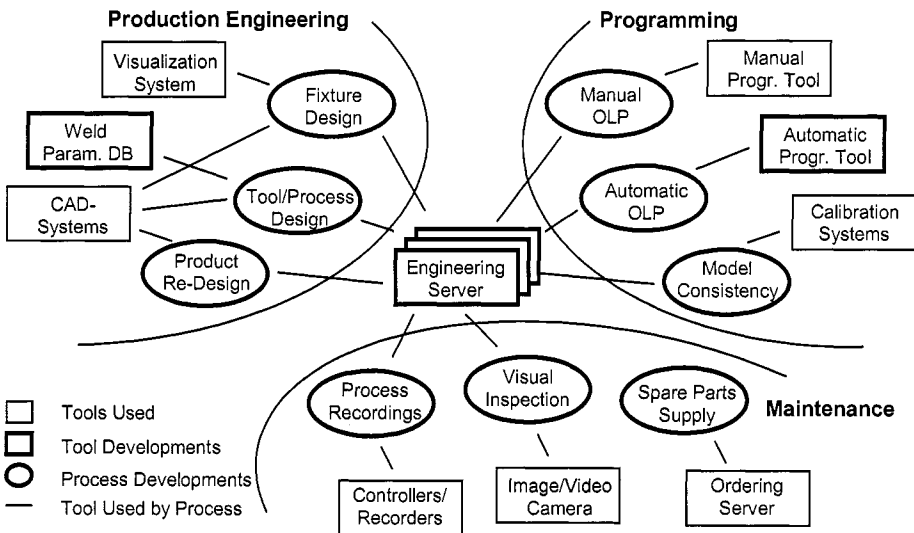 Production Engineering
Programming
Visualization
System
Fixture
Design
Weld
Param. DB
Tool/Process
Design
CAD-
Systems
Product
Re-Design
Manual
OLP
Manual
Progr. Tool
Automatic
Progr. Tool
Automatic
OLP
Calibration
Systems
Model
Consistency
Engineering
Server
Process
Recordings
Visual
Inspection
Spare Parts
Supply
Maintenance
Controllers/
Recorders
Image/Video
Camera
Ordering
Server
Tools Used
Tool Developments
Process Developments
Tool Used by Process